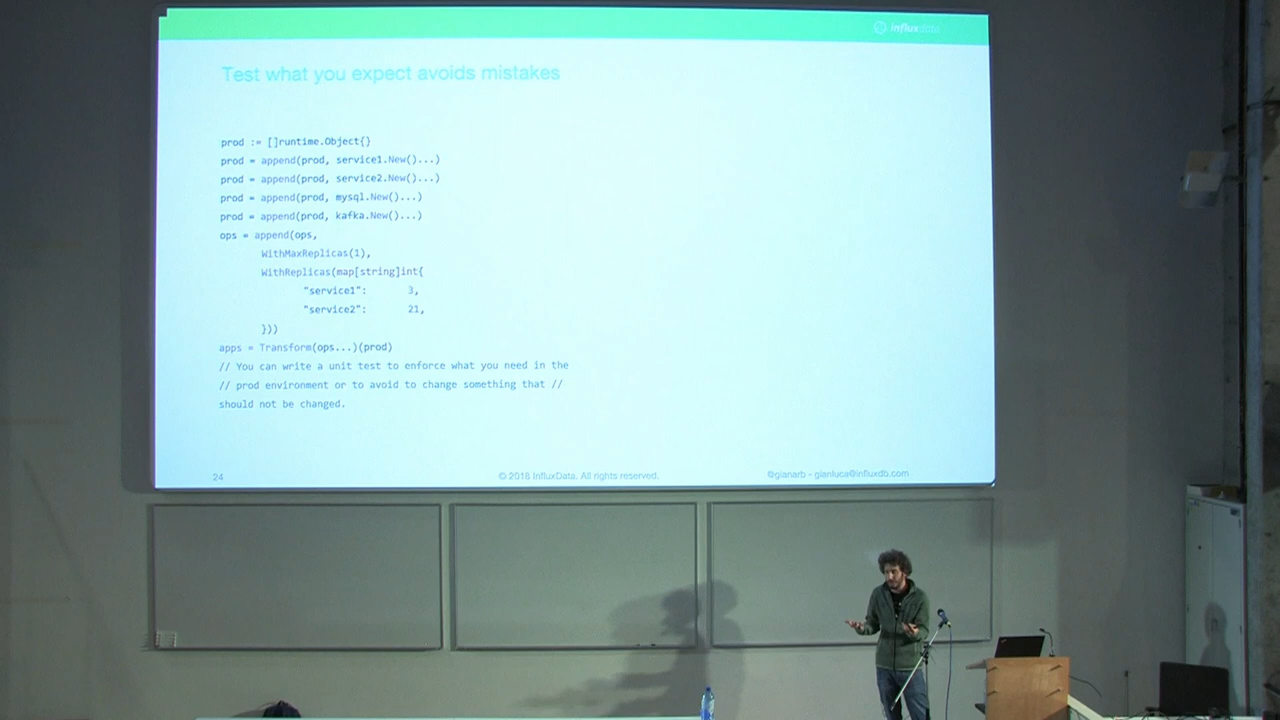 influxdata
Test what you expect avoids mistakes
prod := []runtime.Object{}
prod = append(prod, service1.New()...)
prod = append(prod, service2.New()...)
prod = append(prod, mysql.New()...)
prod = append(prod, kafka.New()...)
ops = append(ops,
WithMaxReplicas(1),
WithReplicas(map[string]int{
"service1": 3,
"service2": 21,
}))
apps = Transform(ops...)(prod)
// You can write a unit test to enforce what you need in the
// prod environment or to avoid to change something that //
should not be changed.
24
© 2018 InfluxData. All rights reserved.
@gianarb - gianluca@influxdb.com